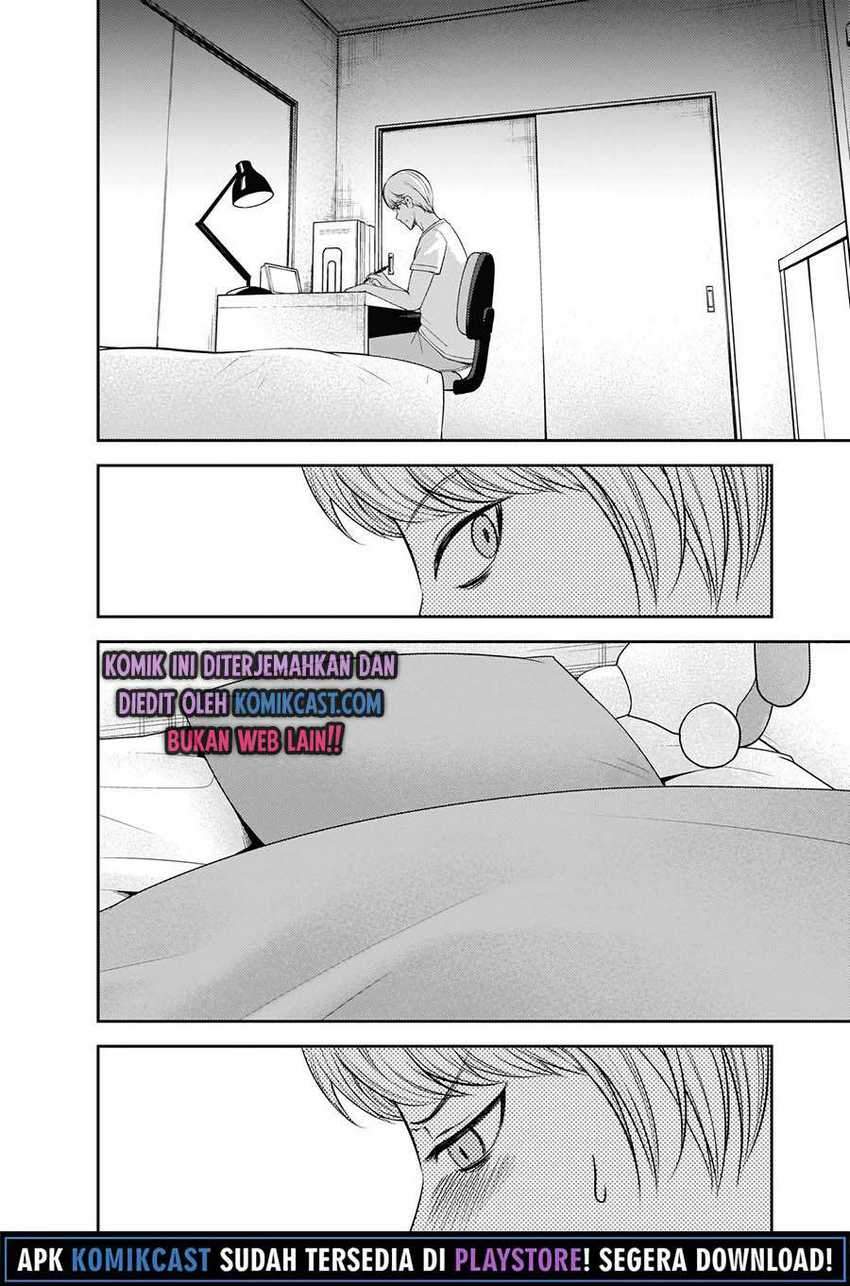 KOMIK INI DITERJEMAHKAN DAN
DIEDIT OLEH KOMIKCAST.COM
BUKAN WEB LAIN!!
APK KOMIKCAST SUDAH TERSEDIA DI PLAYSTORE! SEGERA DOWNLOAD!